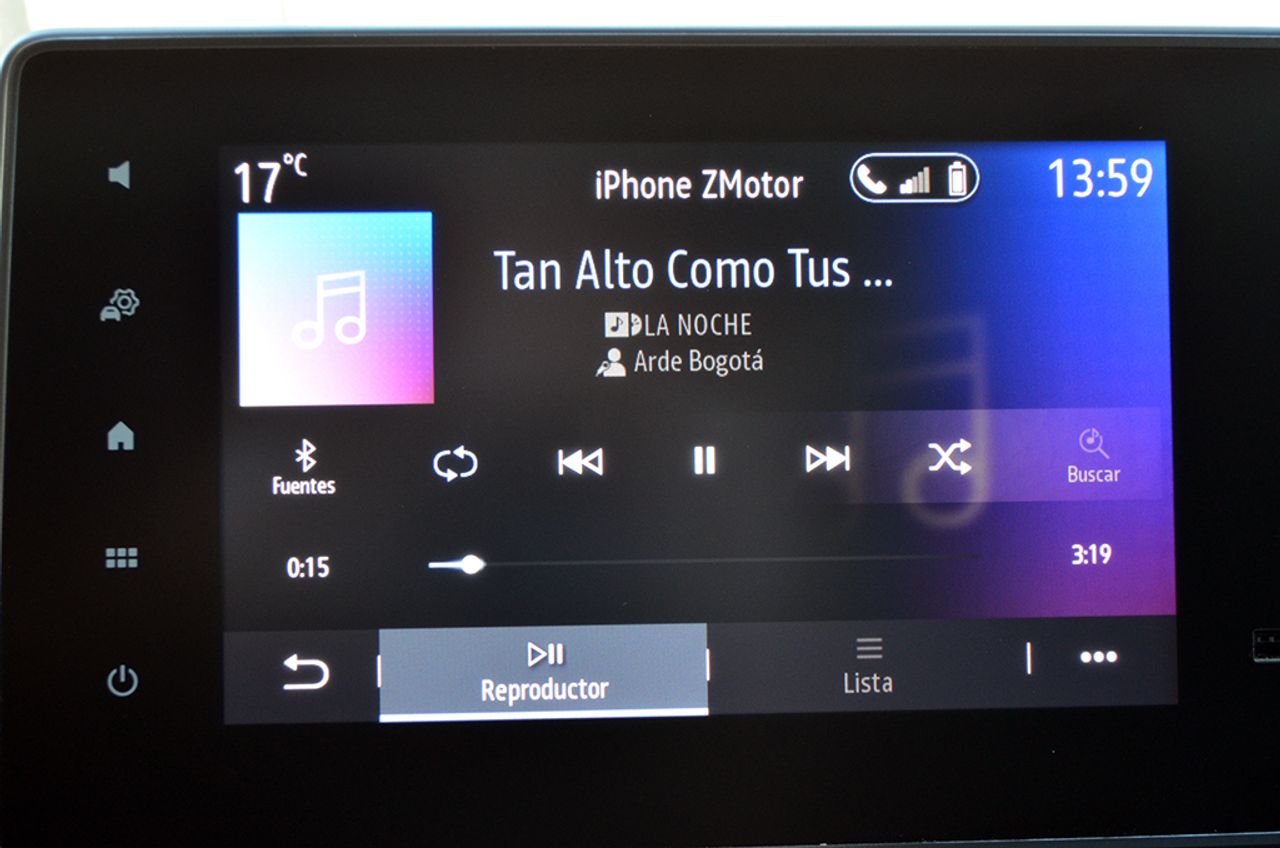 17°C
iPhone ZMotor
13:59
Tan Alto Como Tus ...
LA NOCHE
Arde Bogotá
Fuentes
Buscar
0:15
3:19
Reproductor
Lista